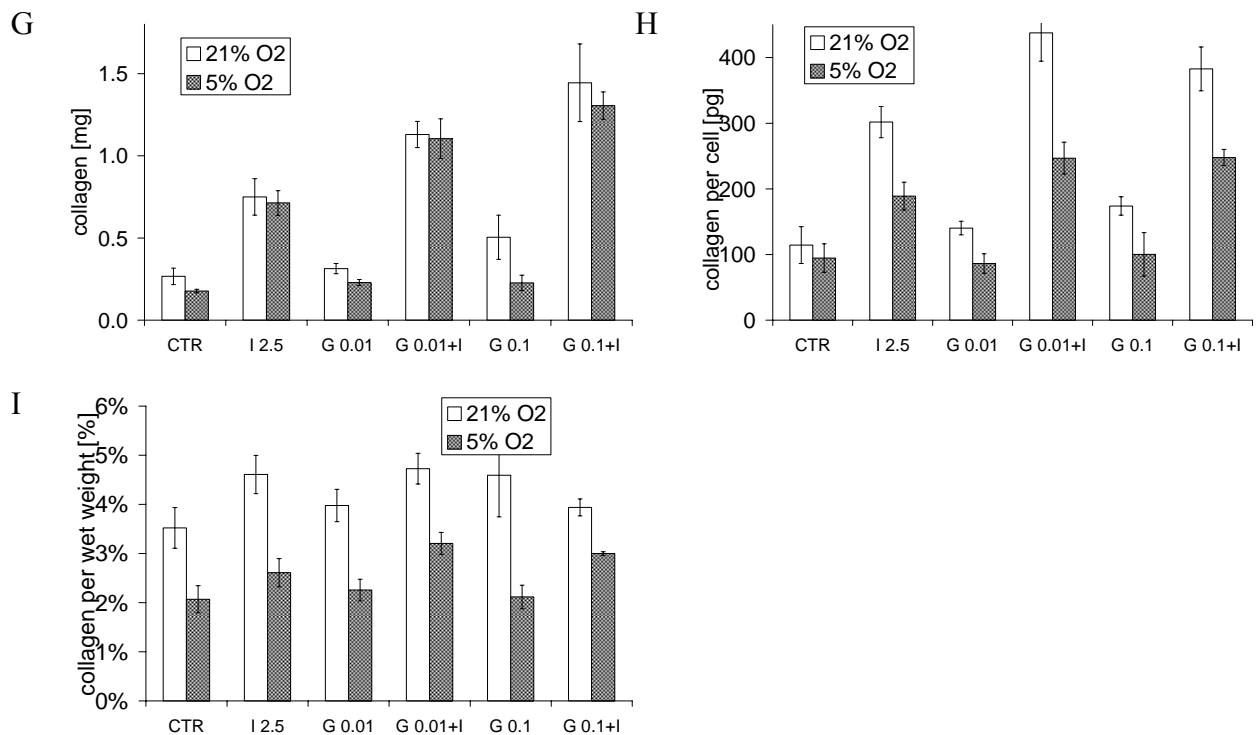 G
21% O2
5% O2
collagen [mg]
1.5
1.0
0.5
0.0
CTR I 2.5 G 0.01 G 0.01+I G 0.1 G 0.1+I
H
21% O2
5% O2
collagen per cell [pg]
400
300
200
100
0
CTR I 2.5 G 0.01 G 0.01+I G 0.1 G 0.1+I
I
21% O2
5% O2
collagen per wet weight [%]
6%
5%
4%
3%
2%
1%
0%
CTR I 2.5 G 0.01 G 0.01+I G 0.1 G 0.1+I